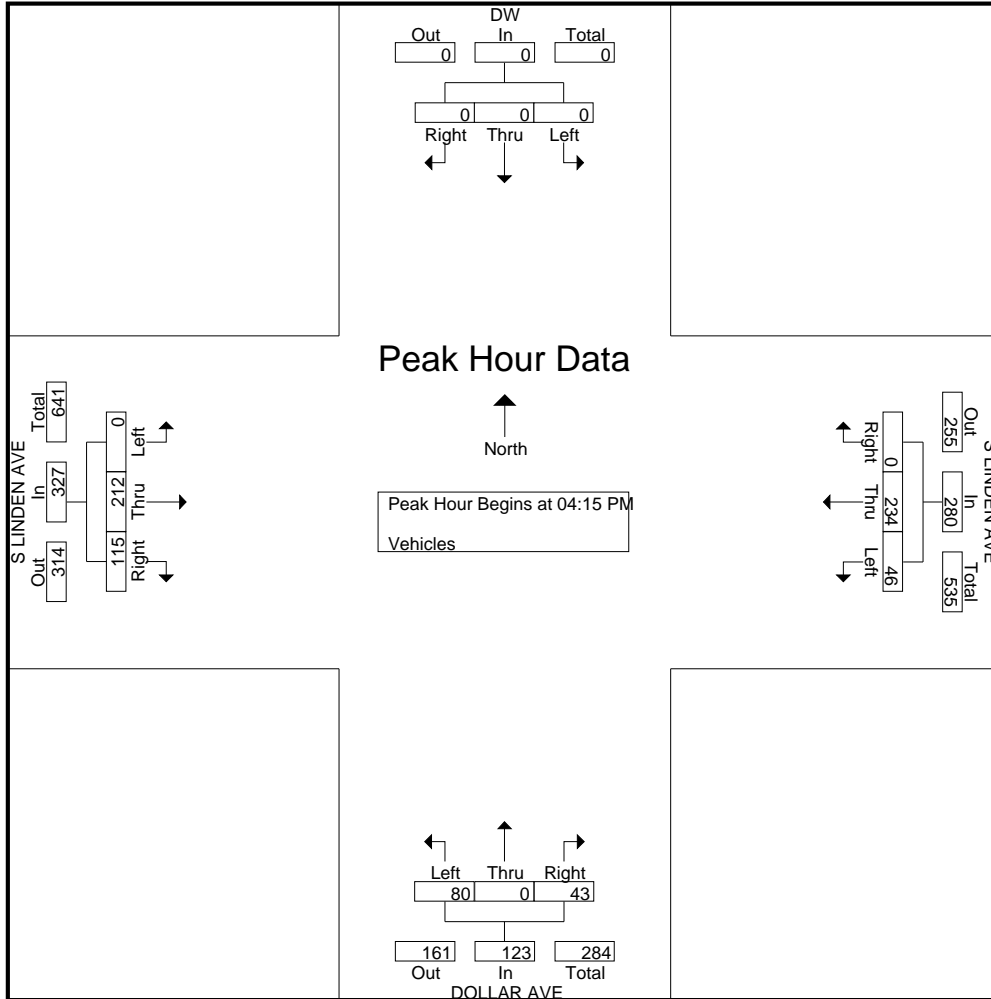 DW
Out In Total
0 0 0
0 0 0
Right Thru Left
Peak Hour Data
North
Peak Hour Begins at 04:15 PM
Vehicles
S LINDEN AVE
Out In Total
314 327 641
115 212 0
Right Thru Left
Right Thru Left
0 234 46
Out In Total
255 280 535
S LINDEN AVE
Left Thru Right
80 0 43
161 123 284
Out In Total
DOLLAR AVE